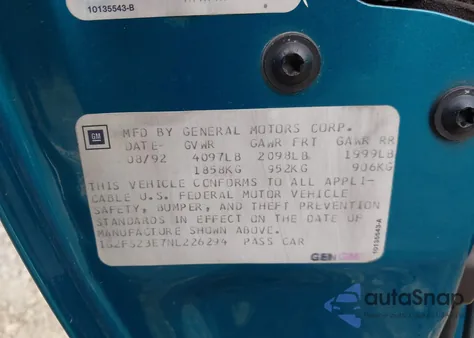 10135543-B
GM
MFD BY GENERAL MOTORS CORP.
DATE- GVWR GAWR FRT GAWR RR
08/92 4097LB 2098LB 1999LB
1858KG 952KG 906KG
THIS VEHICLE CONFORMS TO ALL APPLI-
CABLE U.S. FEDERAL MOTOR VEHICLE
SAFETY, BUMPER, AND THEFT PREVENTION
STANDARDS IN EFFECT ON THE DATE OF
MANUFACTURE SHOWN ABOVE.
1G2FS23E7NL226294 PASS CAR
GENGM
10135543-A
autoSnap